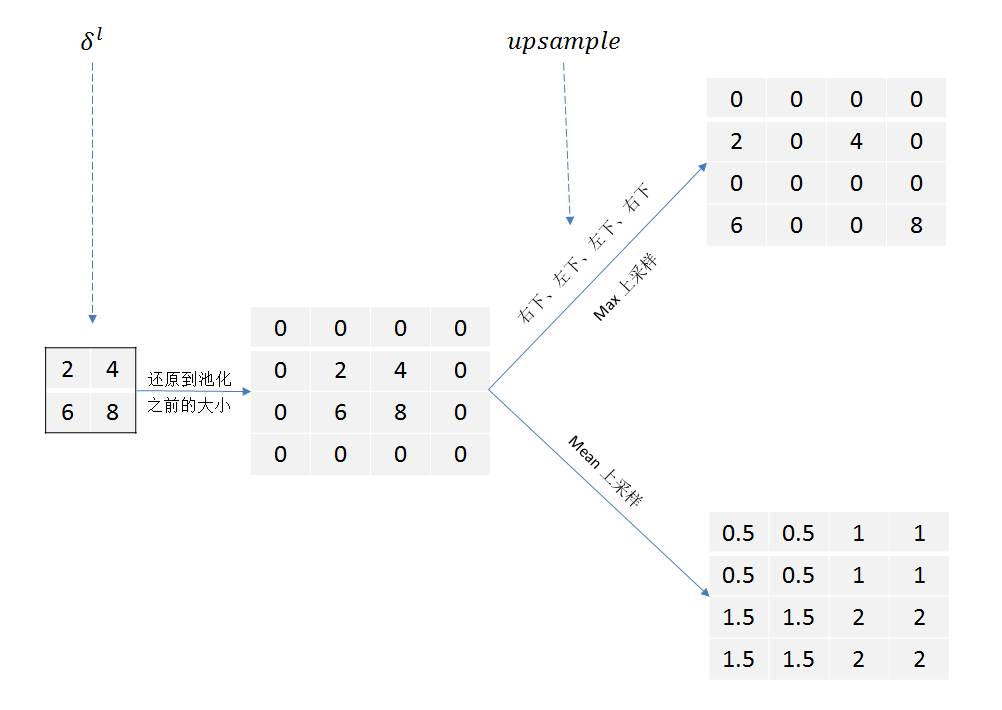 δˡ
upsample
0 0 0 0
2 0 4 0
0 0 0 0
6 0 0 8
右下、左下、左下、右下
Max 上采样
2 4
6 8
还原到池化
之前的大小
0 0 0 0
0 2 4 0
0 6 8 0
0 0 0 0
Mean 上采样
0.5 0.5 1 1
0.5 0.5 1 1
1.5 1.5 2 2
1.5 1.5 2 2